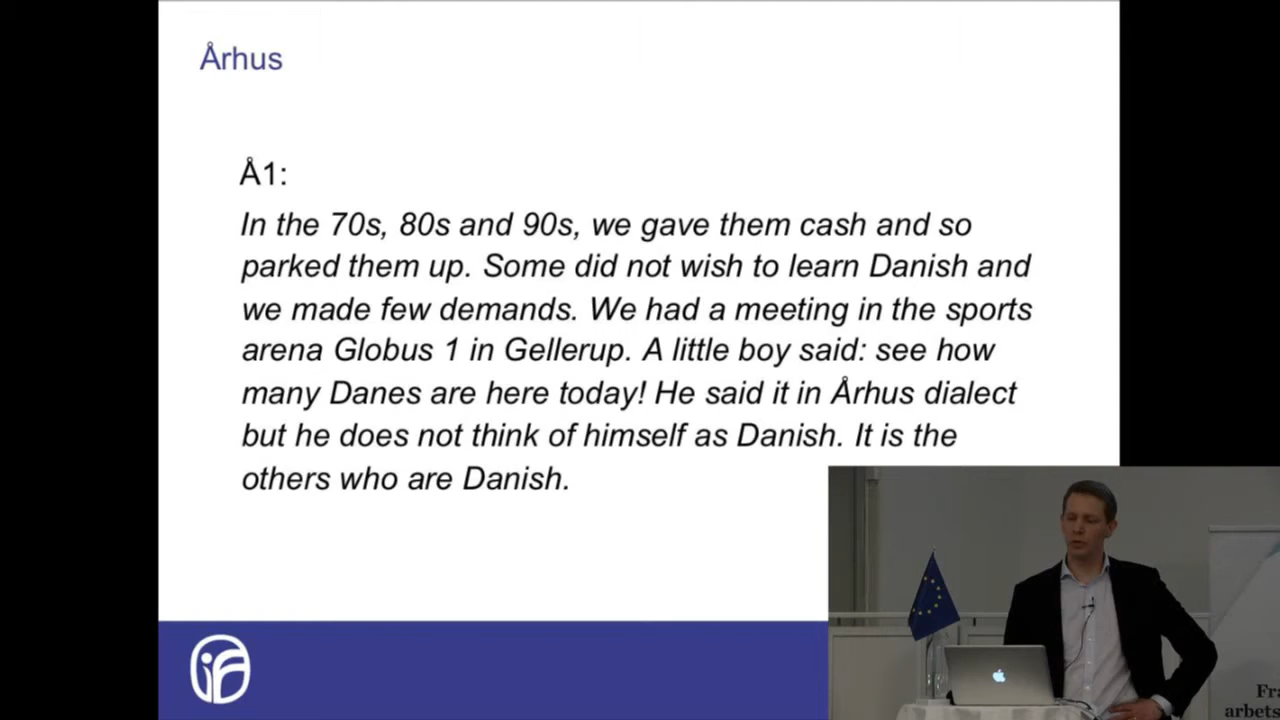 Århus
Å1:
In the 70s, 80s and 90s, we gave them cash and so
parked them up. Some did not wish to learn Danish and
we made few demands. We had a meeting in the sports
arena Globus 1 in Gellerup. A little boy said: see how
many Danes are here today! He said it in Århus dialect
but he does not think of himself as Danish. It is the
others who are Danish.